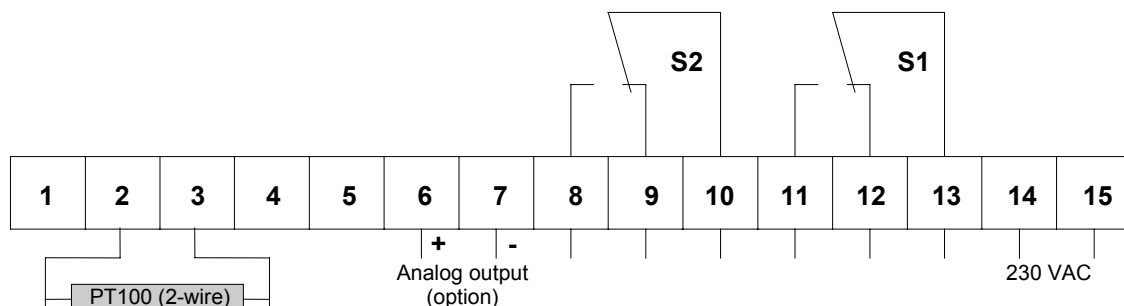 S2 S1
1 2 3 4 5 6 7 8 9 10 11 12 13 14 15
+ -
Analog output 230 VAC
(option)
PT100 (2-wire)